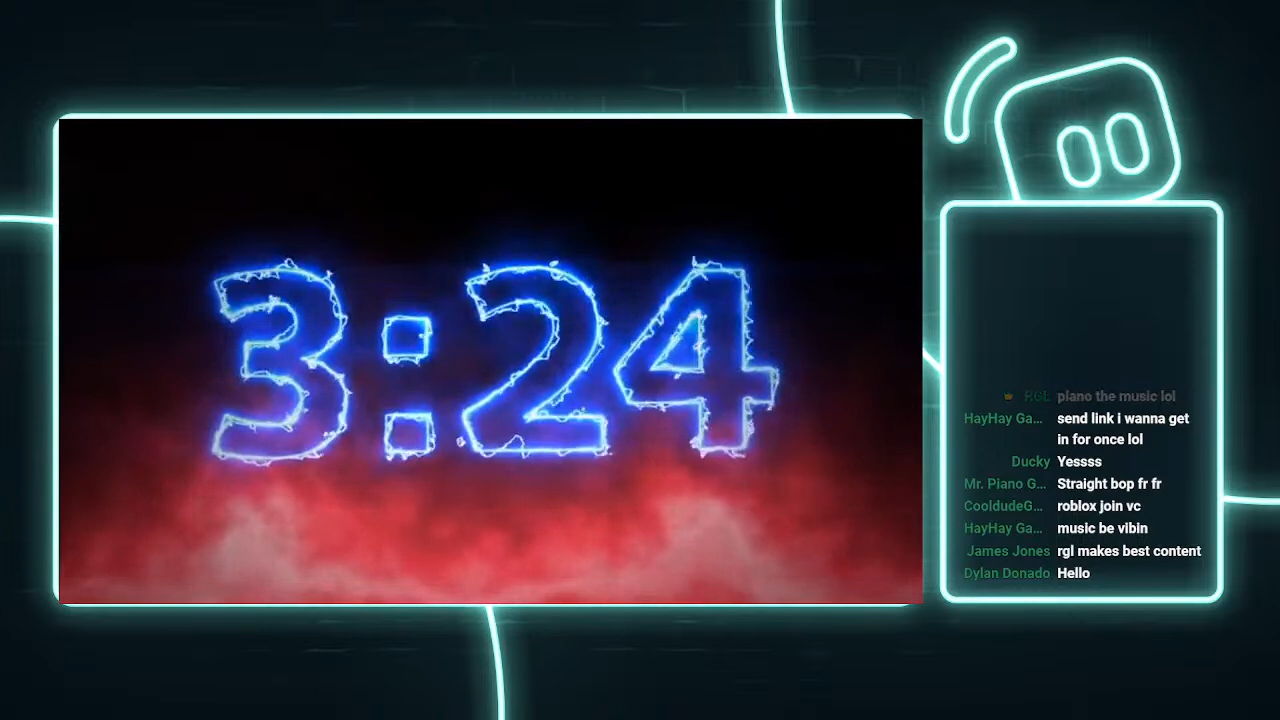 3:24
RGL piano the music lol
HayHay Ga... send link i wanna get
in for once lol
Ducky Yessss
Mr. Piano G... Straight bop fr fr
CooldudeG... roblox join vc
HayHay Ga... music be vibin
James Jones rgl makes best content
Dylan Donado Hello